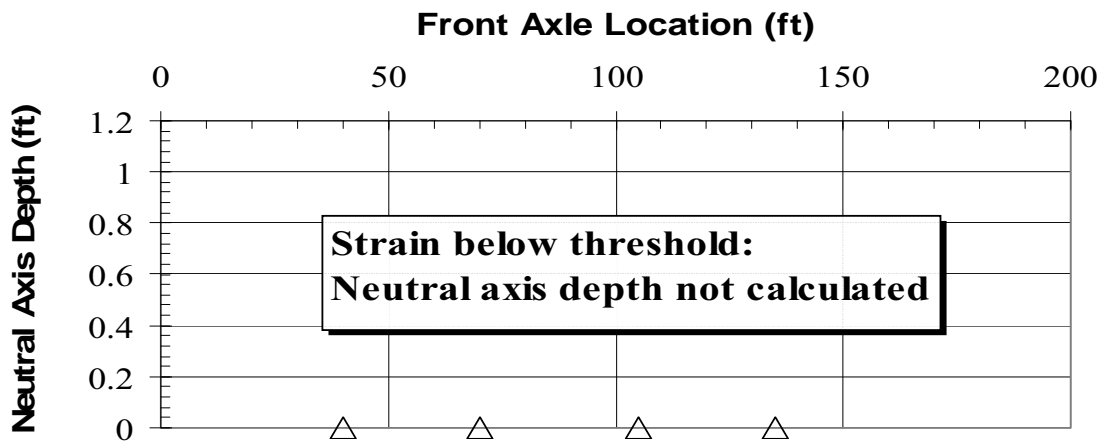 Front Axle Location (ft)
0 50 100 150 200
Neutral Axis Depth (ft)
1.2
1
0.8
0.6
0.4
0.2
0
Strain below threshold:
Neutral axis depth not calculated